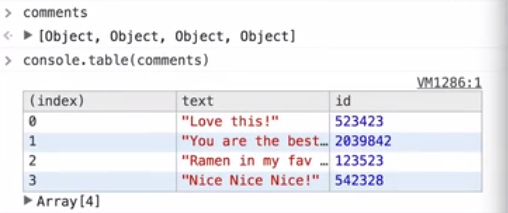 > comments
<· ▶ [Object, Object, Object, Object]
> console.table(comments)
VM1286:1
(index) text id
0 "Love this!" 523423
1 "You are the best… 2039842
2 "Ramen in my fav … 123523
3 "Nice Nice Nice!" 542328
▶ Array[4]